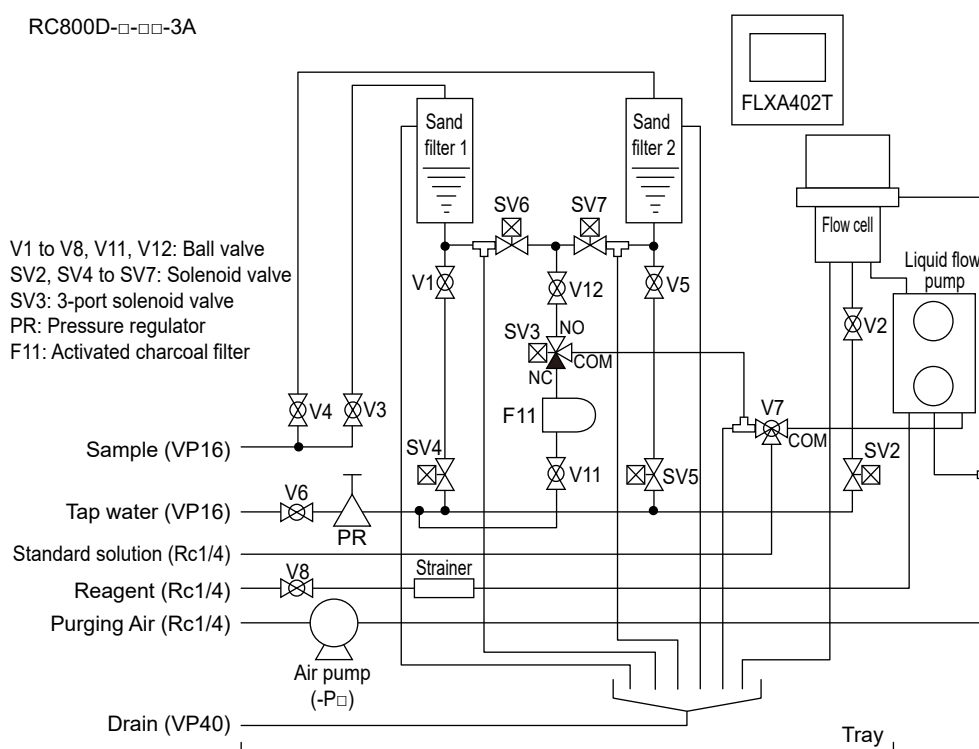 RC800D-□-□□-3A
FLXA402T
Sand
filter 1
Sand
filter 2
SV6
SV7
Flow cell
V1 to V8, V11, V12: Ball valve
SV2, SV4 to SV7: Solenoid valve
SV3: 3-port solenoid valve
PR: Pressure regulator
F11: Activated charcoal filter
V1
V12
V5
Liquid flow
pump
V2
SV3
NO
COM
NC
V4
V3
F11
V7
COM
Sample (VP16)
SV4
V11
SV5
SV2
V6
Tap water (VP16)
PR
Standard solution (Rc1/4)
V8
Strainer
Reagent (Rc1/4)
Purging Air (Rc1/4)
Air pump
(-P□)
Drain (VP40)
Tray